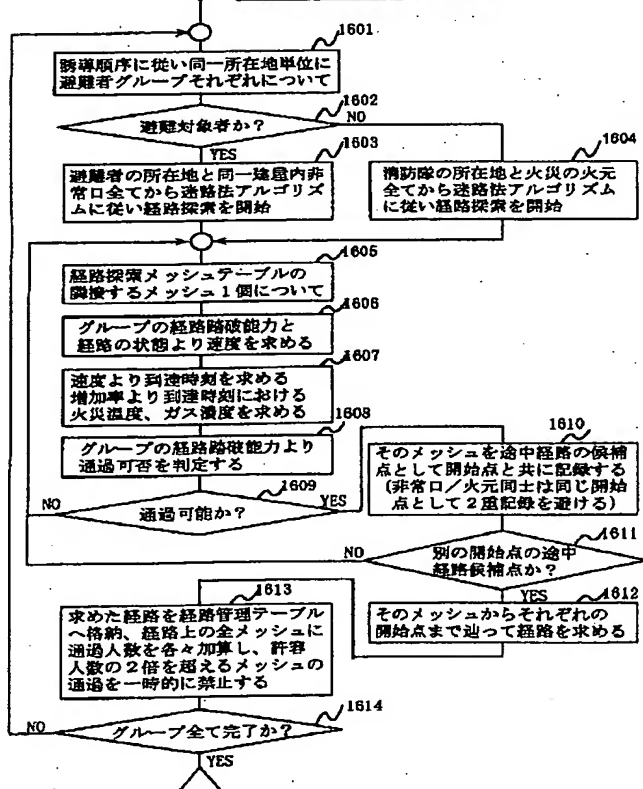 1601
誘導順序に従い同一所在地単位に
避難者グループそれぞれについて
1602
避難対象者か？
NO
YES
1603
避難者の所在地と同一建屋内非
常口全てから迷路法アルゴリズ
ムに従い経路探索を開始
1604
消防隊の所在地と火災の火元
全てから迷路法アルゴリズム
に従い経路探索を開始
1605
経路探索メッシュテーブルの
隣接するメッシュ１個について
1606
グループの経路踏破能力と
経路の状態より速度を求める
1607
速度より到達時刻を求める
増加率より到達時刻における
火災温度、ガス濃度を求める
1608
グループの経路踏破能力より
通過可否を判定する
1609
NO
通過可能か？
YES
1610
そのメッシュを途中経路の候補
点として開始点と共に記録する
(非常口／火元同士は同じ開始
点として２重記録を避ける)
1611
NO
別の開始点の途中
経路候補点か？
YES
1612
そのメッシュからそれぞれの
開始点まで辿って経路を求める
1613
求めた経路を経路管理テーブル
へ格納、経路上の全メッシュに
通過人数を各々加算し、許容
人数の２倍を超えるメッシュの
通過を一時的に禁止する
1614
NO
グループ全て完了か？
YES